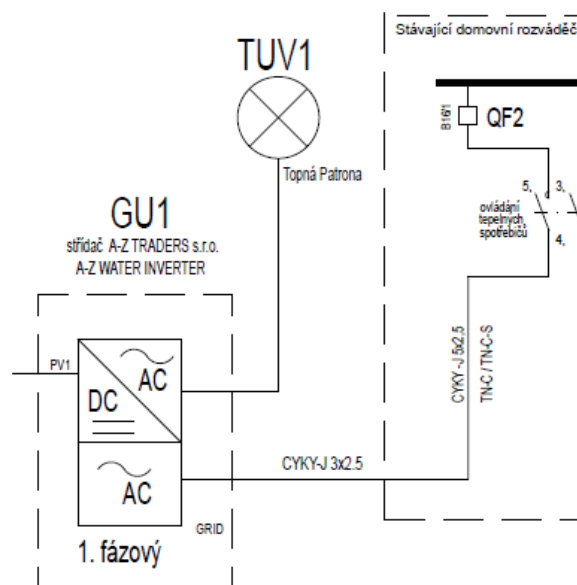 Stávající domovní rozváděč
TUV1
B16/1
QF2
Topná Patrona
5,
3,
ovládání
tepelných
spotřebičů
4,
GU1
střídač A-Z TRADERS s.r.o.
A-Z WATER INVERTER
PV1
AC
DC
CYKY-J 5x2,5
TN-C / TN-C-S
AC
CYKY-J 3x2.5
GRID
1. fázový